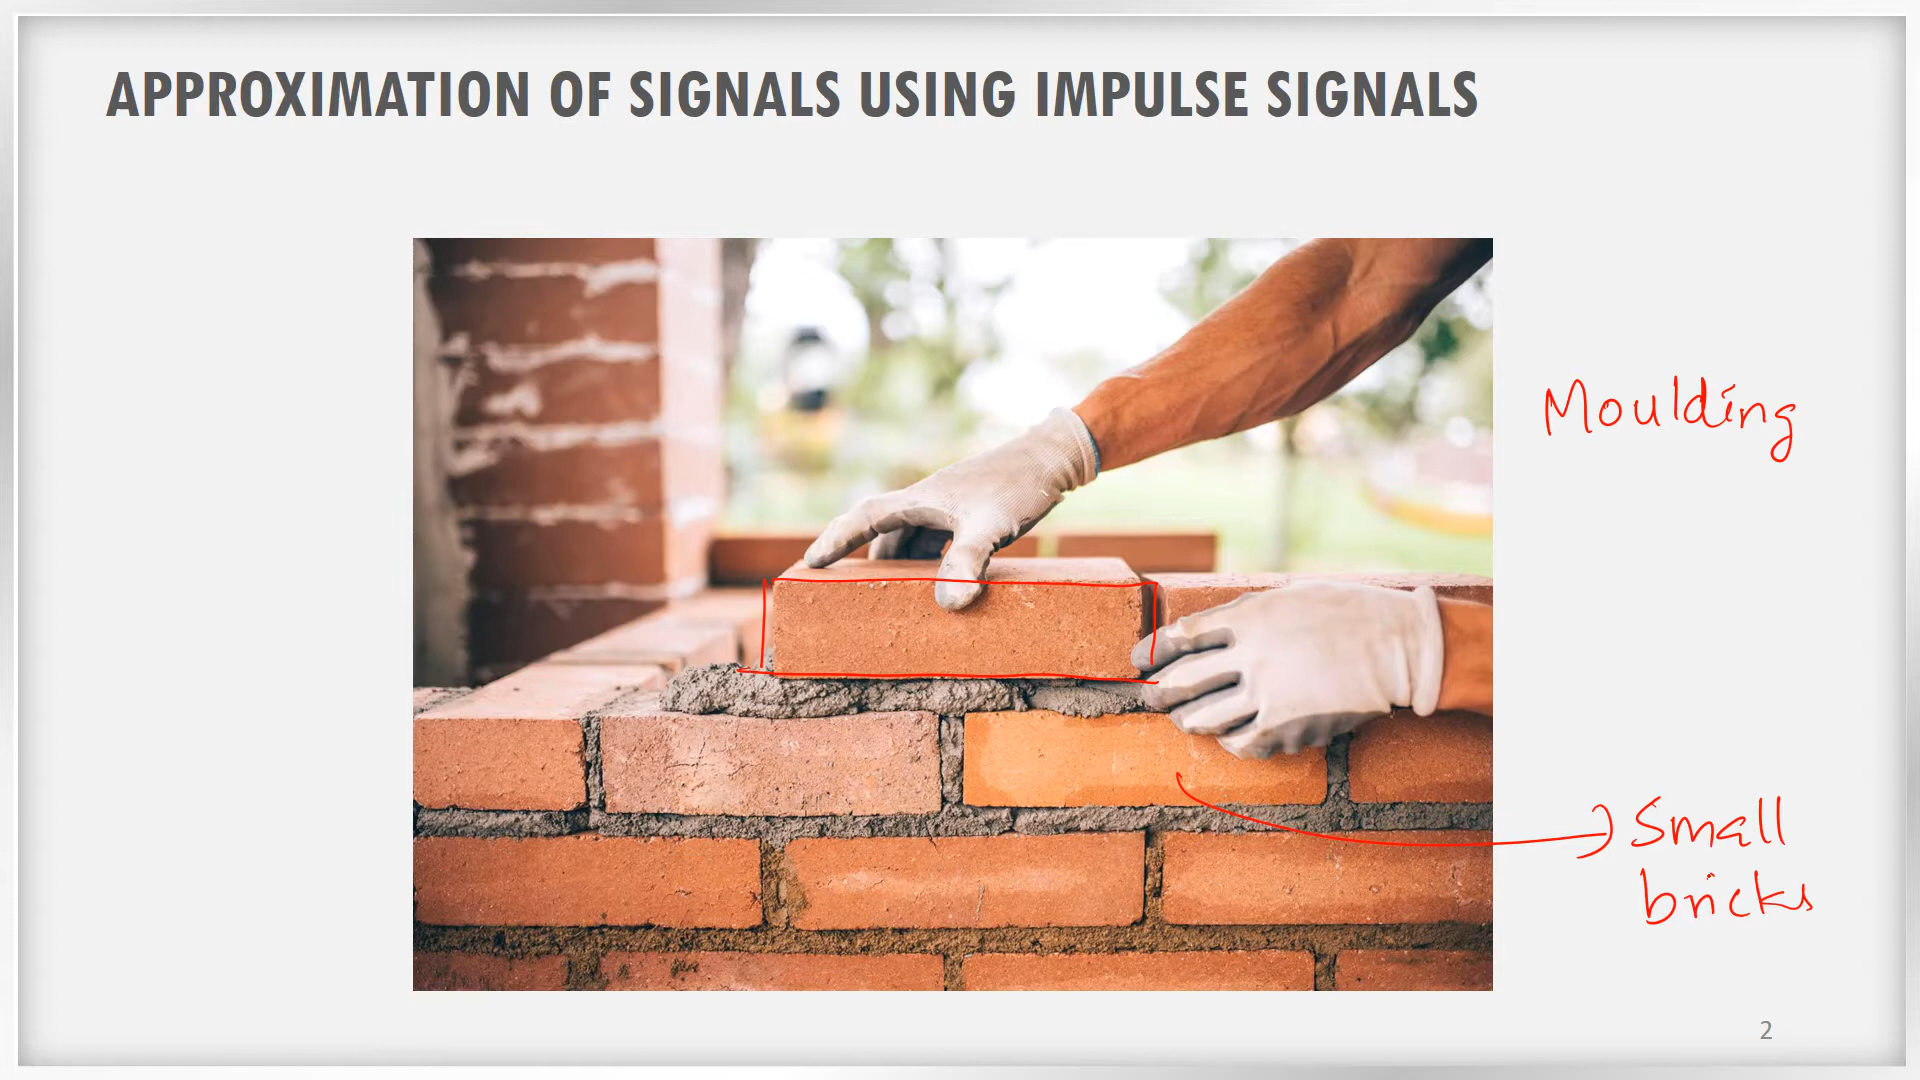 APPROXIMATION OF SIGNALS USING IMPULSE SIGNALS
Moulding
Small
bricks
2